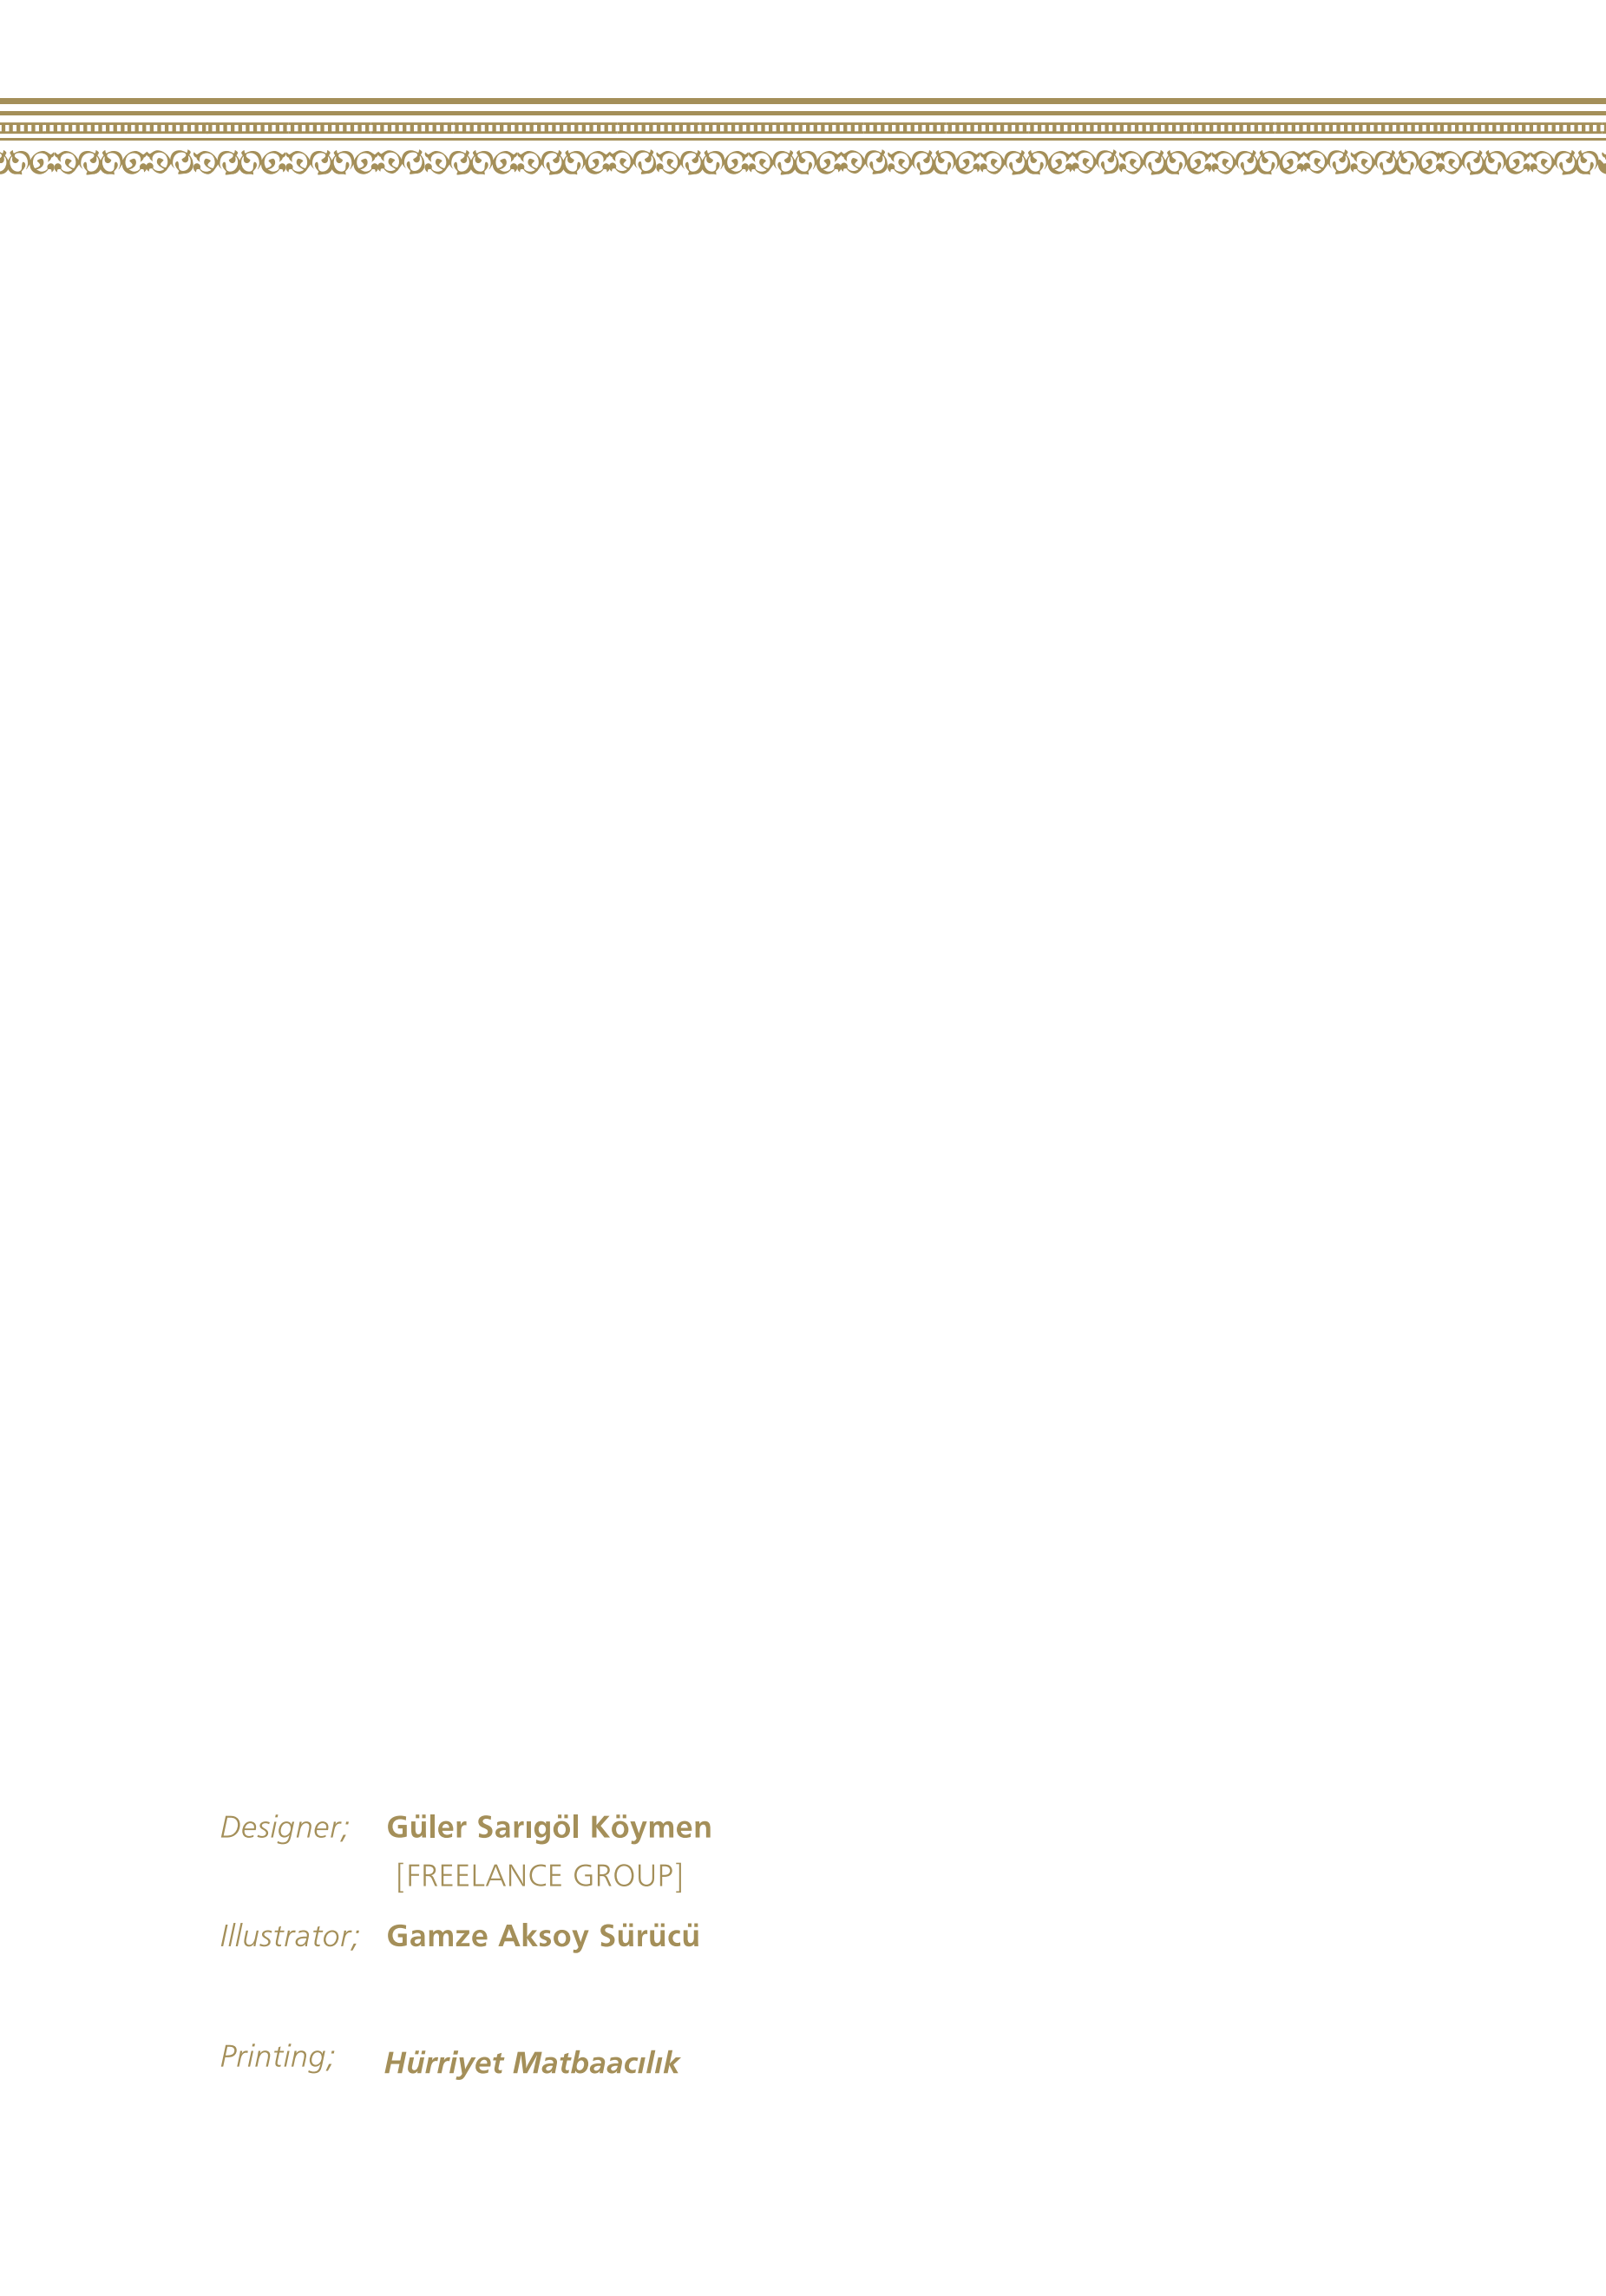 Designer; Güler Sarıgöl Köymen
[FREELANCE GROUP]
Illustrator; Gamze Aksoy Sürücü
Printing; Hürriyet Matbaacılık